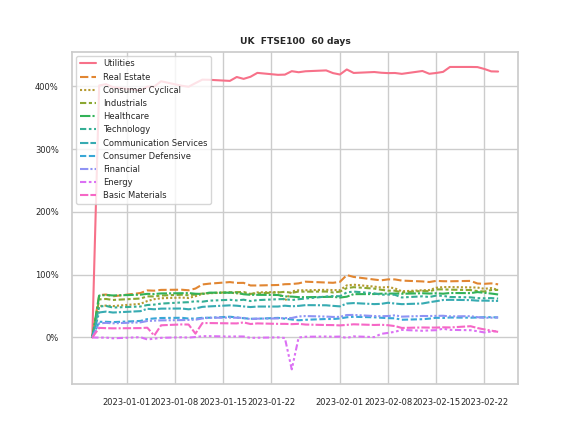 UK FTSE100 60 days
Utilities
Real Estate
Consumer Cyclical
Industrials
Healthcare
Technology
Communication Services
Consumer Defensive
Financial
Energy
Basic Materials
400%
300%
200%
100%
0%
2023-01-01 2023-01-08 2023-01-15 2023-01-22 2023-02-01 2023-02-08 2023-02-15 2023-02-22